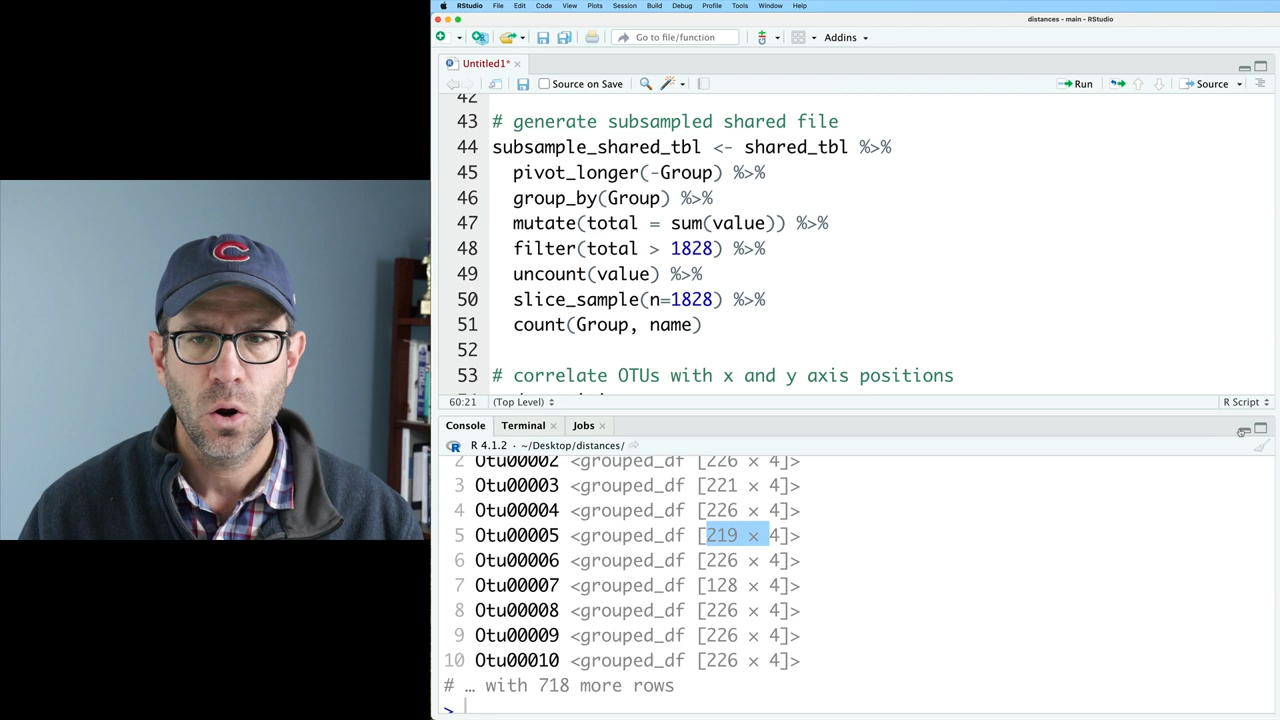 RStudio File Edit Code View Plots Session Build Debug Profile Tools Window Help
distances - main - RStudio
Go to file/function Addins
Untitled1*
Source on Save Run Source
42
43 # generate subsampled shared file
44 subsample_shared_tbl <- shared_tbl %>%
45 pivot_longer(-Group) %>%
46 group_by(Group) %>%
47 mutate(total = sum(value)) %>%
48 filter(total > 1828) %>%
49 uncount(value) %>%
50 slice_sample(n=1828) %>%
51 count(Group, name)
52
53 # correlate OTUs with x and y axis positions
60:21 (Top Level) R Script
Console Terminal Jobs
R 4.1.2 · ~/Desktop/distances/
2 Otu00002 <grouped_df [226 × 4]>
3 Otu00003 <grouped_df [221 × 4]>
4 Otu00004 <grouped_df [226 × 4]>
5 Otu00005 <grouped_df [219 × 4]>
6 Otu00006 <grouped_df [226 × 4]>
7 Otu00007 <grouped_df [128 × 4]>
8 Otu00008 <grouped_df [226 × 4]>
9 Otu00009 <grouped_df [226 × 4]>
10 Otu00010 <grouped_df [226 × 4]>
# … with 718 more rows
>
C